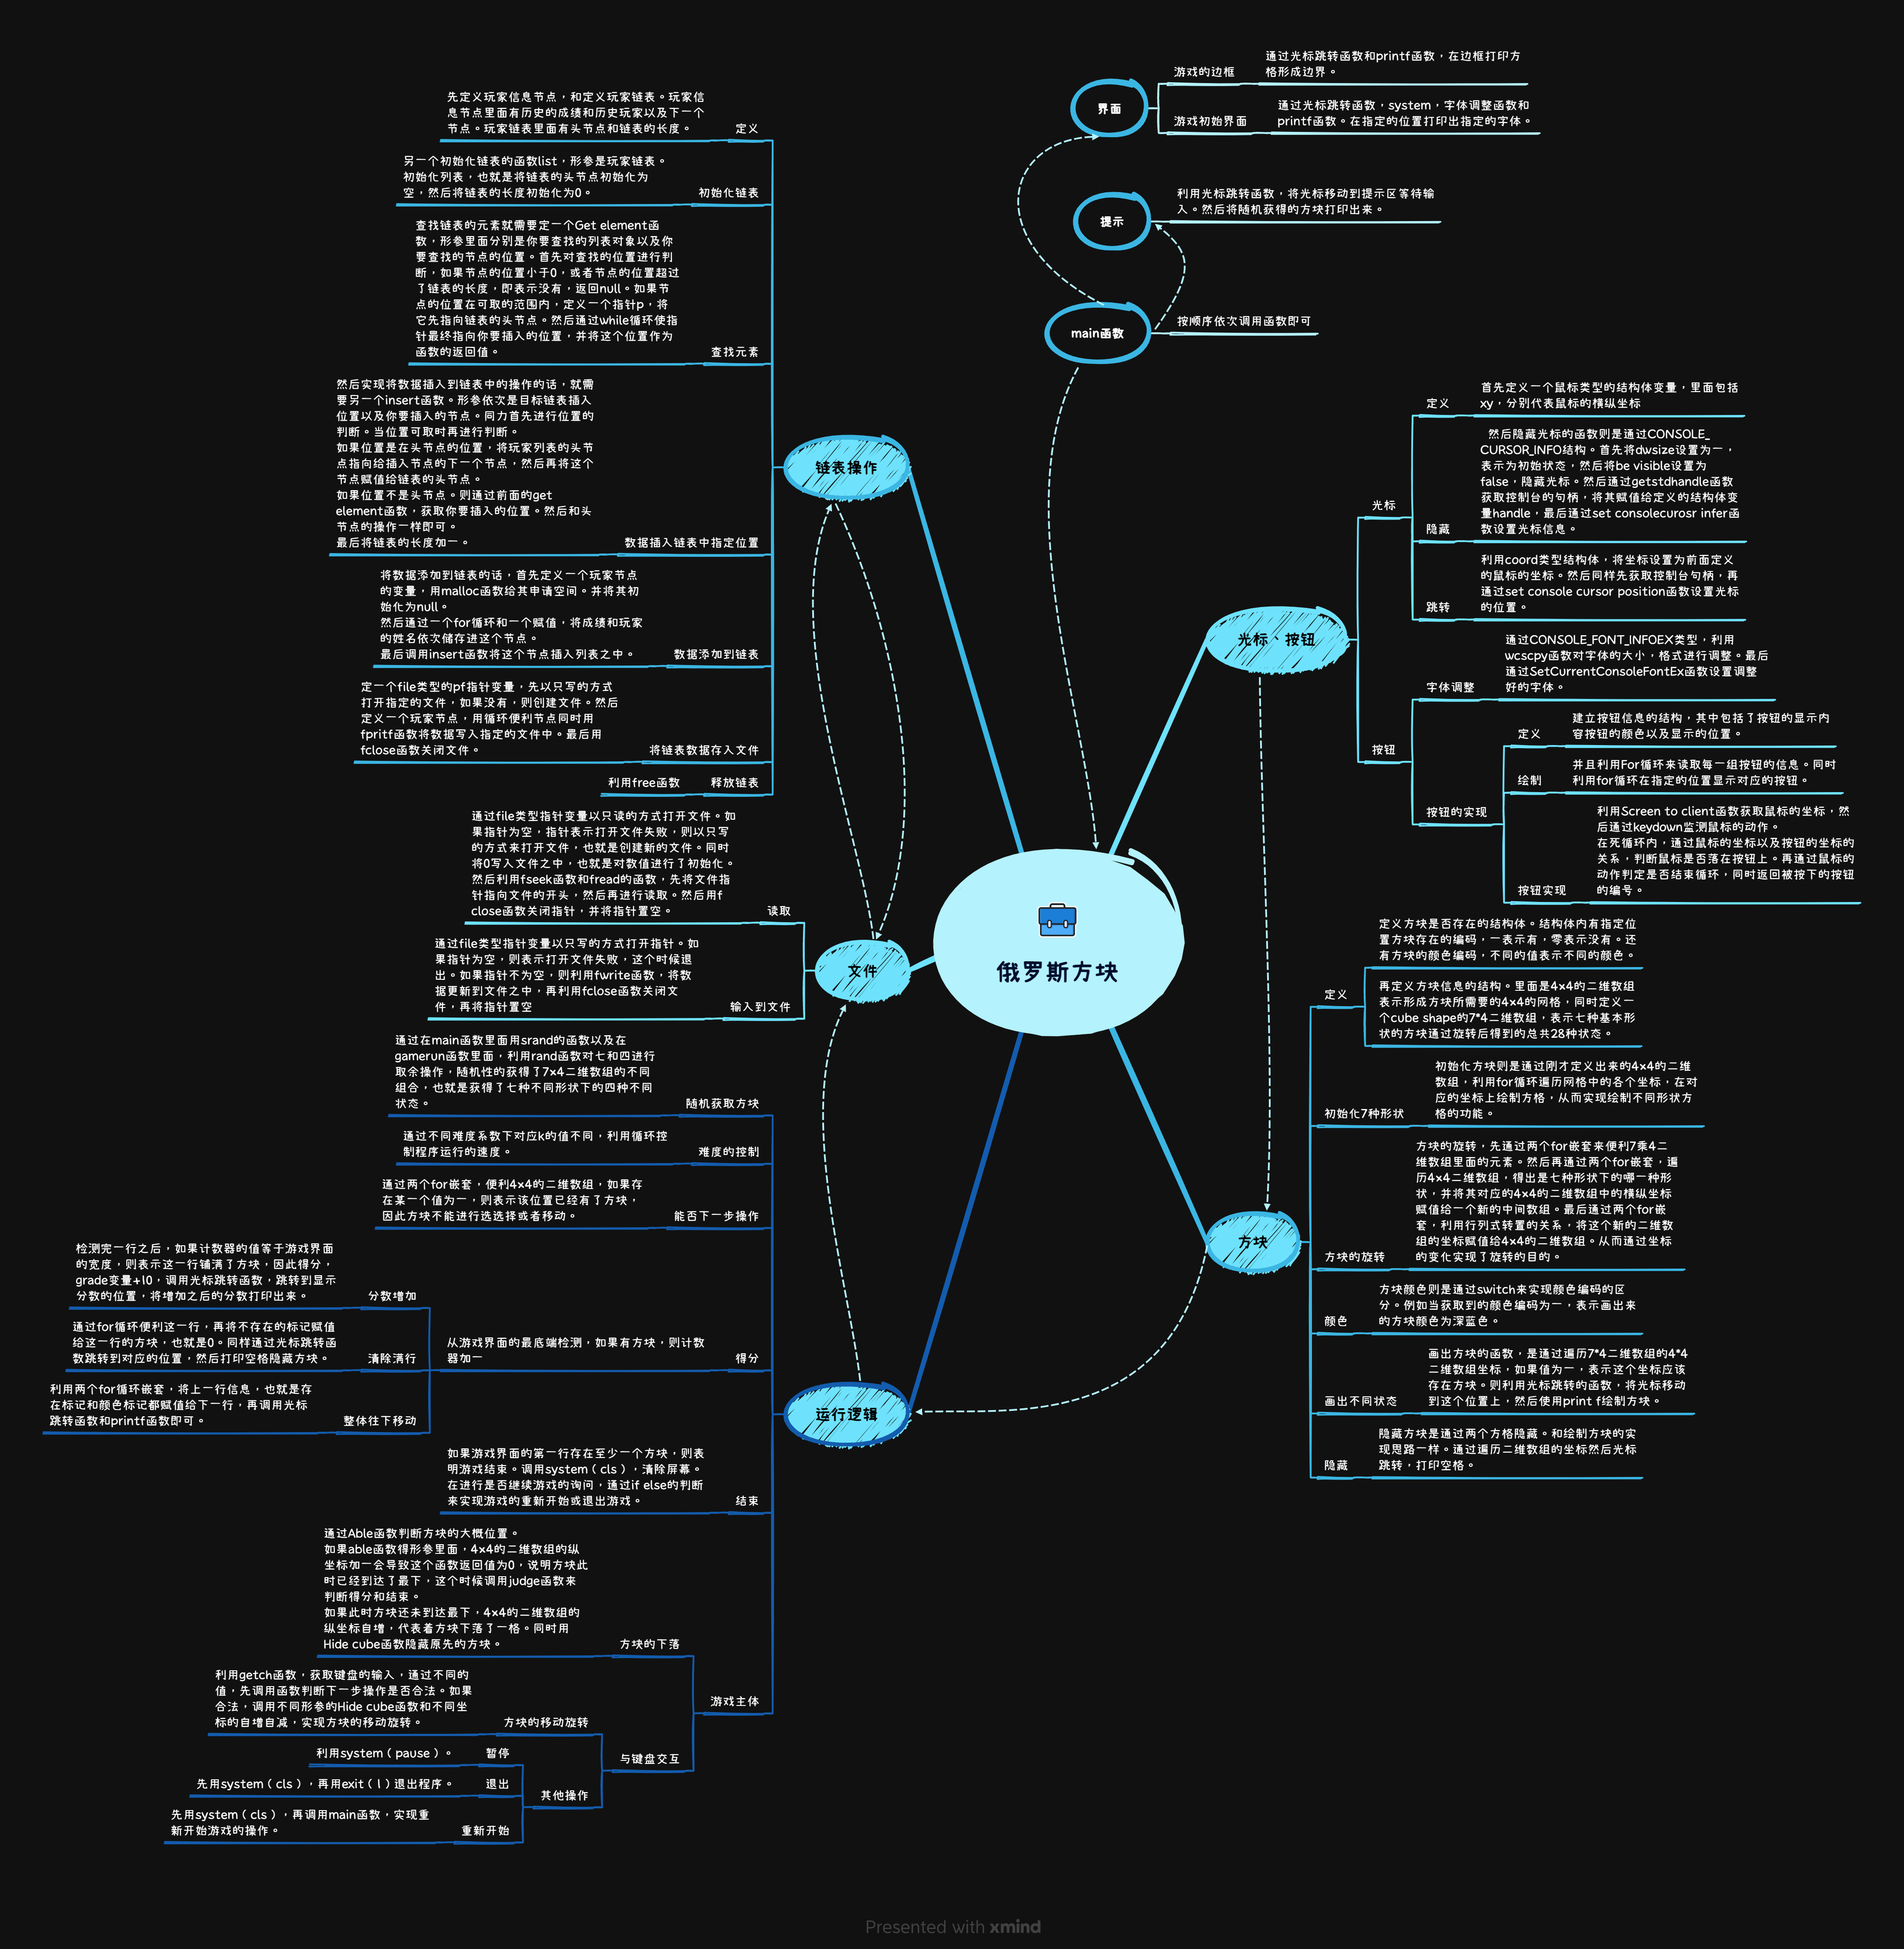 俄罗斯方块
界面
游戏的边框
通过光标跳转函数和printf函数，在边框打印方
格形成边界。
游戏初始界面
通过光标跳转函数，system，字体调整函数和
printf函数。在指定的位置打印出指定的字体。
提示
利用光标跳转函数，将光标移动到提示区等待输
入。然后将随机获得的方块打印出来。
main函数
按顺序依次调用函数即可
光标、按钮
光标
定义
首先定义一个鼠标类型的结构体变量，里面包括
xy，分别代表鼠标的横纵坐标
隐藏
然后隐藏光标的函数则是通过CONSOLE_
CURSOR_INFO结构。首先将dwsize设置为一，
表示为初始状态，然后将be visible设置为
false，隐藏光标。然后通过getstdhandle函数
获取控制台的句柄，将其赋值给定义的结构体变
量handle，最后通过set consolecurosr infer函
数设置光标信息。
跳转
利用coord类型结构体，将坐标设置为前面定义
的鼠标的坐标。然后同样先获取控制台句柄，再
通过set console cursor position函数设置光标
的位置。
按钮
字体调整
通过CONSOLE_FONT_INFOEX类型，利用
wcscpy函数对字体的大小，格式进行调整。最后
通过SetCurrentConsoleFontEx函数设置调整
好的字体。
按钮的实现
定义
建立按钮信息的结构，其中包括了按钮的显示内
容按钮的颜色以及显示的位置。
绘制
并且利用For循环来读取每一组按钮的信息。同时
利用for循环在指定的位置显示对应的按钮。
按钮实现
利用Screen to client函数获取鼠标的坐标，然
后通过keydown监测鼠标的动作。
在死循环内，通过鼠标的坐标以及按钮的坐标的
关系，判断鼠标是否落在按钮上。再通过鼠标的
动作判定是否结束循环，同时返回被按下的按钮
的编号。
方块
定义
定义方块是否存在的结构体。结构体内有指定位
置方块存在的编码，一表示有，零表示没有。还
有方块的颜色编码，不同的值表示不同的颜色。
再定义方块信息的结构。里面是4x4的二维数组
表示形成方块所需要的4x4的网格，同时定义一
个cube shape的7*4二维数组，表示七种基本形
状的方块通过旋转后得到的总共28种状态。
初始化7种形状
初始化方块则是通过刚才定义出来的4x4的二维
数组，利用for循环遍历网格中的各个坐标，在对
应的坐标上绘制方格，从而实现绘制不同形状方
格的功能。
方块的旋转
方块的旋转，先通过两个for嵌套来便利7乘4二
维数组里面的元素。然后再通过两个for嵌套，遍
历4x4二维数组，得出是七种形状下的哪一种形
状，并将其对应的4x4的二维数组中的横纵坐标
赋值给一个新的中间数组。最后通过两个for嵌
套，利用行列式转置的关系，将这个新的二维数
组的坐标赋值给4x4的二维数组。从而通过坐标
的变化实现了旋转的目的。
颜色
方块颜色则是通过switch来实现颜色编码的区
分。例如当获取到的颜色编码为一，表示画出来
的方块颜色为深蓝色。
画出不同状态
画出方块的函数，是通过遍历7*4二维数组的4*4
二维数组坐标，如果值为一，表示这个坐标应该
存在方块。则利用光标跳转的函数，将光标移动
到这个位置上，然后使用print f绘制方块。
隐藏
隐藏方块是通过两个方格隐藏。和绘制方块的实
现思路一样。通过遍历二维数组的坐标然后光标
跳转，打印空格。
链表操作
定义
先定义玩家信息节点，和定义玩家链表。玩家信
息节点里面有历史的成绩和历史玩家以及下一个
节点。玩家链表里面有头节点和链表的长度。
初始化链表
另一个初始化链表的函数list，形参是玩家链表。
初始化列表，也就是将链表的头节点初始化为
空，然后将链表的长度初始化为0。
查找元素
查找链表的元素就需要定一个Get element函
数，形参里面分别是你要查找的列表对象以及你
要查找的节点的位置。首先对查找的位置进行判
断，如果节点的位置小于0，或者节点的位置超过
了链表的长度，即表示没有，返回null。如果节
点的位置在可取的范围内，定义一个指针p，将
它先指向链表的头节点。然后通过while循环使指
针最终指向你要插入的位置，并将这个位置作为
函数的返回值。
数据插入链表中指定位置
然后实现将数据插入到链表中的操作的话，就需
要另一个insert函数。形参依次是目标链表插入
位置以及你要插入的节点。同力首先进行位置的
判断。当位置可取时再进行判断。
如果位置是在头节点的位置，将玩家列表的头节
点指向给插入节点的下一个节点，然后再将这个
节点赋值给链表的头节点。
如果位置不是头节点。则通过前面的get
element函数，获取你要插入的位置。然后和头
节点的操作一样即可。
最后将链表的长度加一。
数据添加到链表
将数据添加到链表的话，首先定义一个玩家节点
的变量，用malloc函数给其申请空间。并将其初
始化为null。
然后通过一个for循环和一个赋值，将成绩和玩家
的姓名依次储存进这个节点。
最后调用insert函数将这个节点插入列表之中。
将链表数据存入文件
定一个file类型的pf指针变量，先以只写的方式
打开指定的文件，如果没有，则创建文件。然后
定义一个玩家节点，用循环便利节点同时用
fpritf函数将数据写入指定的文件中。最后用
fclose函数关闭文件。
释放链表
利用free函数
文件
读取
通过file类型指针变量以只读的方式打开文件。如
果指针为空，指针表示打开文件失败，则以只写
的方式来打开文件，也就是创建新的文件。同时
将0写入文件之中，也就是对数值进行了初始化。
然后利用fseek函数和fread的函数，先将文件指
针指向文件的开头，然后再进行读取。然后用f
close函数关闭指针，并将指针置空。
输入到文件
通过file类型指针变量以只写的方式打开指针。如
果指针为空，则表示打开文件失败，这个时候退
出。如果指针不为空，则利用fwrite函数，将数
据更新到文件之中，再利用fclose函数关闭文
件，再将指针置空
运行逻辑
随机获取方块
通过在main函数里面用srand的函数以及在
gamerun函数里面，利用rand函数对七和四进行
取余操作，随机性的获得了7x4二维数组的不同
组合，也就是获得了七种不同形状下的四种不同
状态。
难度的控制
通过不同难度系数下对应k的值不同，利用循环控
制程序运行的速度。
能否下一步操作
通过两个for嵌套，便利4x4的二维数组，如果存
在某一个值为一，则表示该位置已经有了方块，
因此方块不能进行选选择或者移动。
得分
从游戏界面的最底端检测，如果有方块，则计数
器加一
分数增加
检测完一行之后，如果计数器的值等于游戏界面
的宽度，则表示这一行铺满了方块，因此得分，
grade变量+10，调用光标跳转函数，跳转到显示
分数的位置，将增加之后的分数打印出来。
清除满行
通过for循环便利这一行，再将不存在的标记赋值
给这一行的方块，也就是0。同样通过光标跳转函
数跳转到对应的位置，然后打印空格隐藏方块。
整体往下移动
利用两个for循环嵌套，将上一行信息，也就是存
在标记和颜色标记都赋值给下一行，再调用光标
跳转函数和printf函数即可。
结束
如果游戏界面的第一行存在至少一个方块，则表
明游戏结束。调用system（cls），清除屏幕。
在进行是否继续游戏的询问，通过if else的判断
来实现游戏的重新开始或退出游戏。
游戏主体
方块的下落
通过Able函数判断方块的大概位置。
如果able函数得形参里面，4x4的二维数组的纵
坐标加一会导致这个函数返回值为0，说明方块此
时已经到达了最下，这个时候调用judge函数来
判断得分和结束。
如果此时方块还未到达最下，4x4的二维数组的
纵坐标自增，代表着方块下落了一格。同时用
Hide cube函数隐藏原先的方块。
与键盘交互
方块的移动旋转
利用getch函数，获取键盘的输入，通过不同的
值，先调用函数判断下一步操作是否合法。如果
合法，调用不同形参的Hide cube函数和不同坐
标的自增自减，实现方块的移动旋转。
其他操作
暂停
利用system（pause）。
退出
先用system（cls），再用exit（1）退出程序。
重新开始
先用system（cls），再调用main函数，实现重
新开始游戏的操作。
Presented with xmind